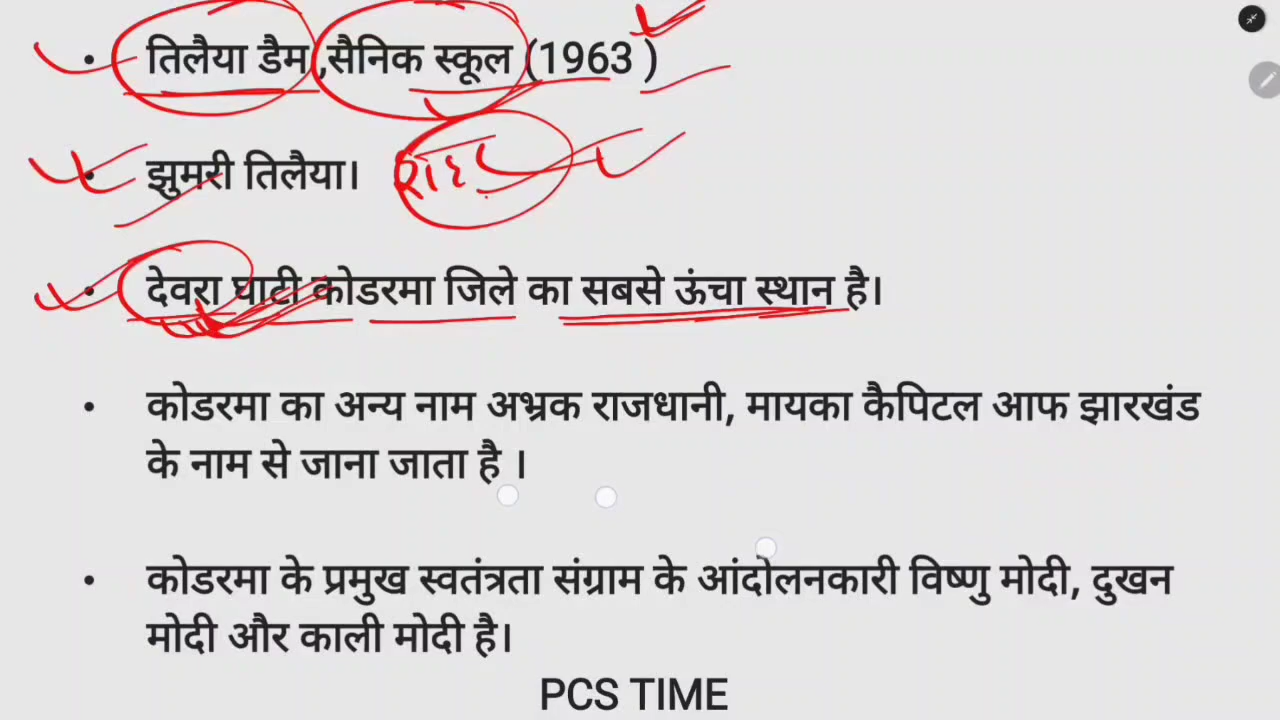 • तिलैया डैम ,सैनिक स्कूल (1963 )
• झुमरी तिलैया। शहर
• देवरा घाटी कोडरमा जिले का सबसे ऊंचा स्थान है।
• कोडरमा का अन्य नाम अभ्रक राजधानी, मायका कैपिटल आफ झारखंड
के नाम से जाना जाता है ।
• कोडरमा के प्रमुख स्वतंत्रता संग्राम के आंदोलनकारी विष्णु मोदी, दुखन
मोदी और काली मोदी है।
PCS TIME